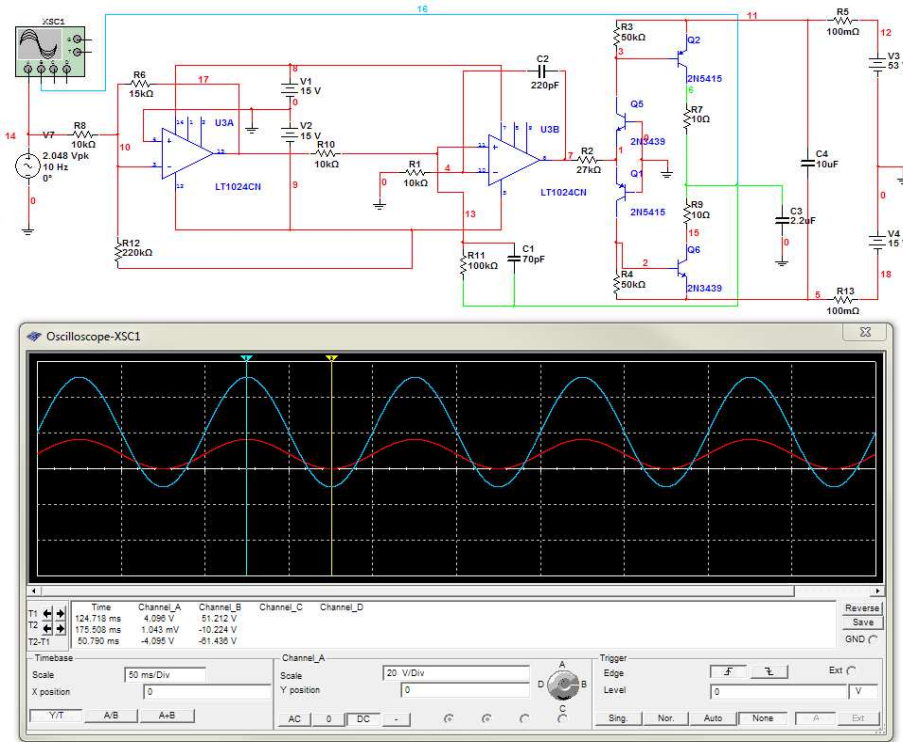 XSC1
16
11
R5
100mΩ
12
V3
53 V
R3
50kΩ
Q2
3
2N5415
6
R6
15kΩ
17
8
V1
15 V
0
V2
15 V
9
C2
220pF
U3A
LT1024CN
U3B
LT1024CN
14
V7
2.048 Vpk
10 Hz
0°
0
R8
10kΩ
10
R10
10kΩ
R1
10kΩ
0
4
7
R2
27kΩ
1
Q5
2N3439
Q1
2N5415
R7
10Ω
R9
10Ω
15
C4
10uF
0
V4
15 V
18
C3
2.2uF
0
R12
220kΩ
13
R11
100kΩ
C1
70pF
2
R4
50kΩ
Q6
2N3439
5
R13
100mΩ
Oscilloscope-XSC1
Time Channel_A Channel_B Channel_C Channel_D
T1 124.718 ms 4.096 V 51.212 V
T2 175.508 ms 1.043 mV -10.224 V
T2-T1 50.790 ms -4.095 V -61.436 V
Reverse
Save
GND
Timebase
Scale 50 ms/Div
X position 0
Y/T A/B A+B
Channel_A
Scale 20 V/Div
Y position 0
AC 0 DC -
A
B
C
D
Trigger
Edge Ext
Level 0 V
Sing. Nor. Auto None A Ext